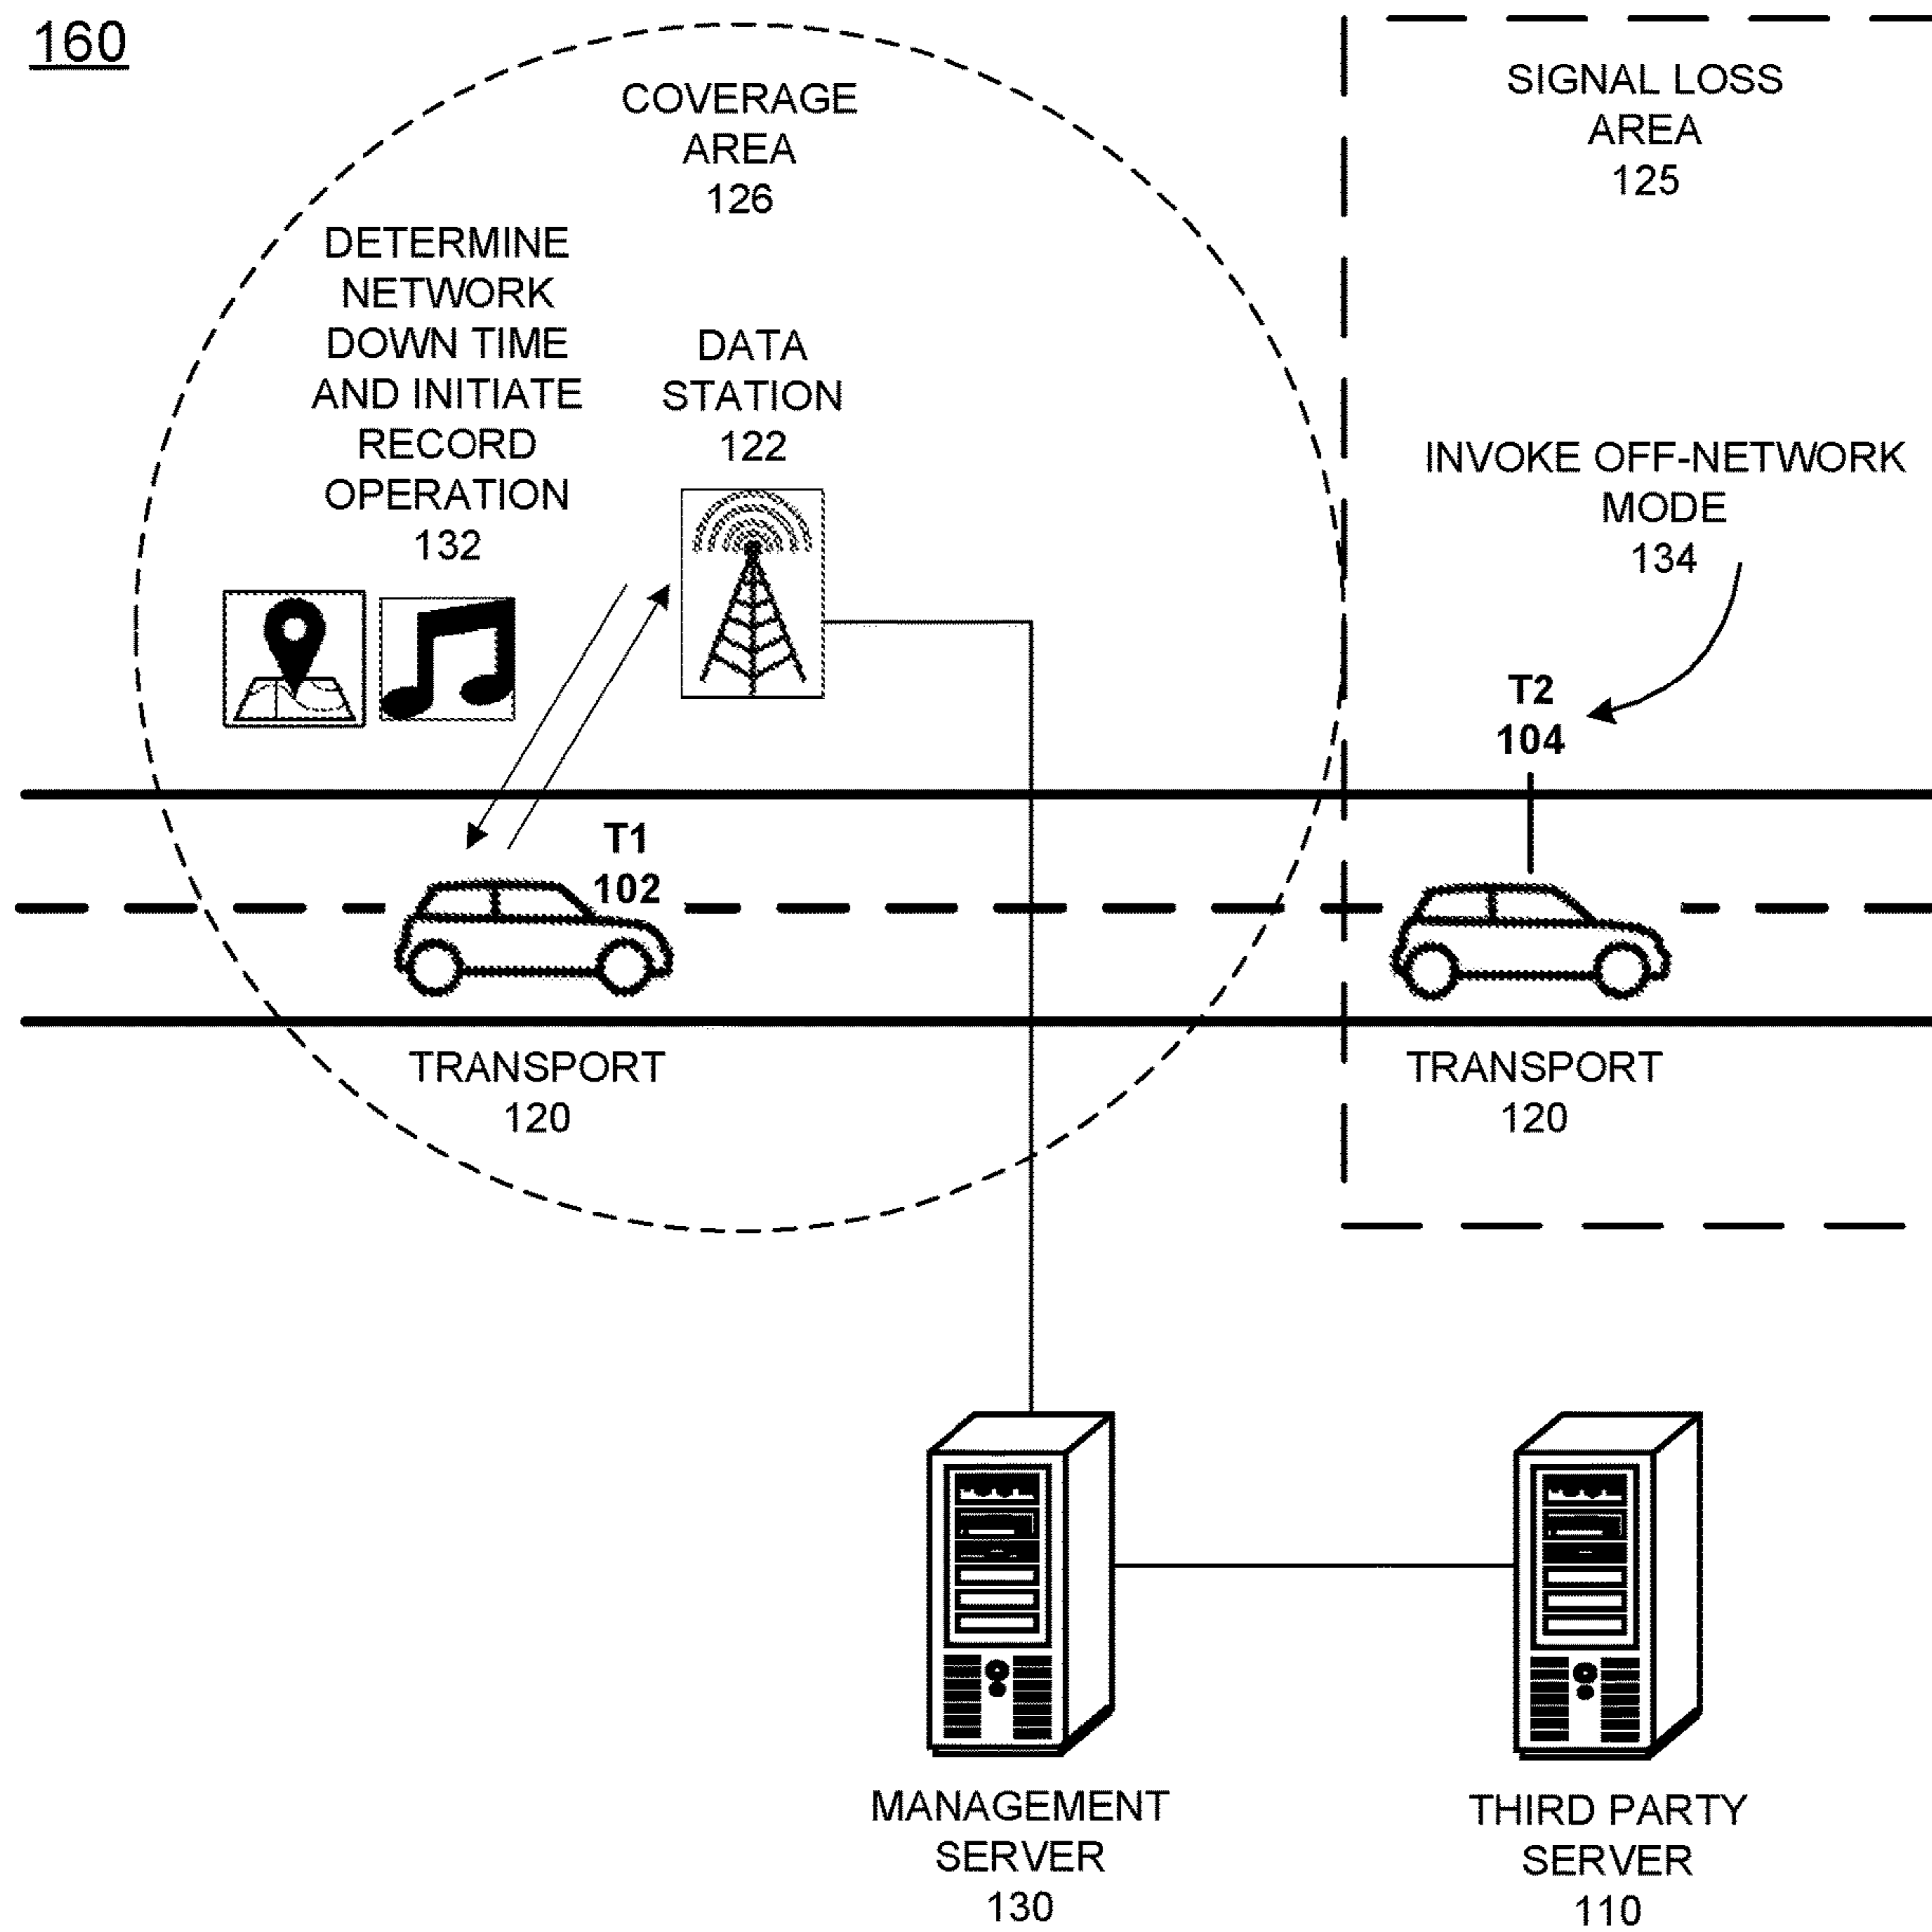 160
COVERAGE
AREA
126
SIGNAL LOSS
AREA
125
DETERMINE
NETWORK
DOWN TIME
AND INITIATE
RECORD
OPERATION
132
DATA
STATION
122
INVOKE OFF-NETWORK
MODE
134
T2
104
T1
102
TRANSPORT
120
TRANSPORT
120
MANAGEMENT
SERVER
130
THIRD PARTY
SERVER
110